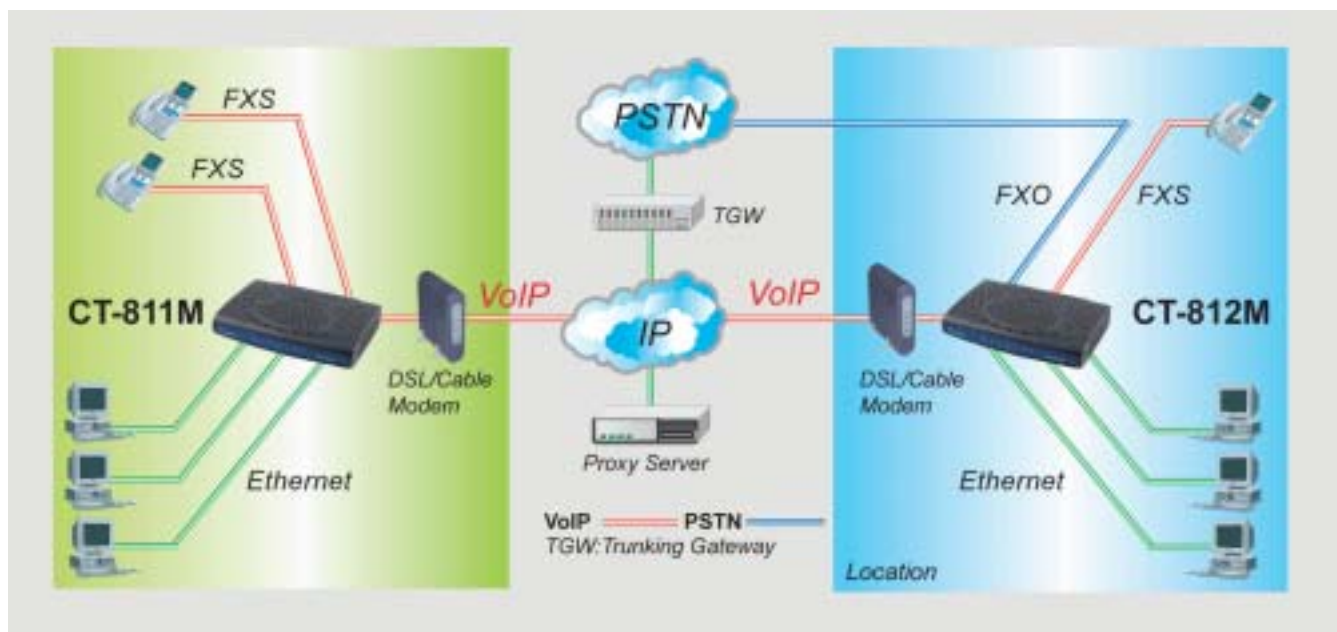 FXS
FXS
CT-811M
DSL/Cable
Modem
Ethernet
VoIP
PSTN
TGW
IP
Proxy Server
VoIP PSTN
TGW:Trunking Gateway
VoIP
FXO
FXS
DSL/Cable
Modem
CT-812M
Ethernet
Location